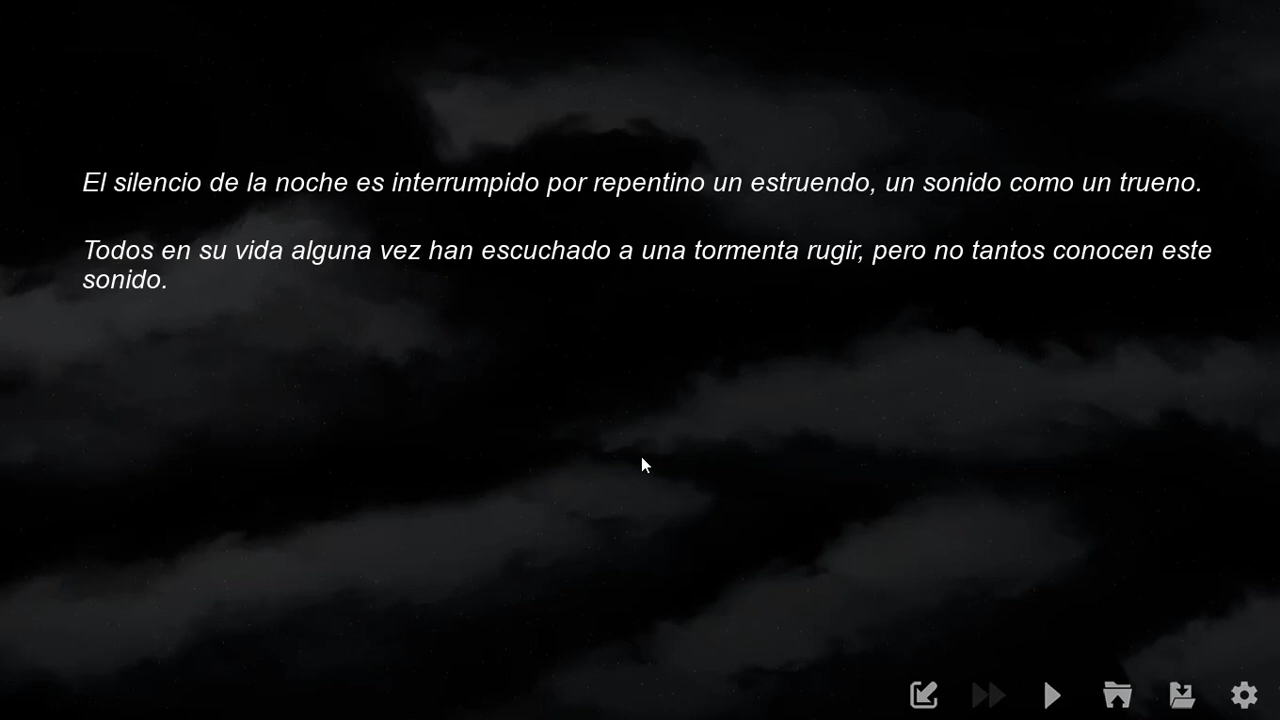 El silencio de la noche es interrumpido por repentino un estruendo, un sonido como un trueno.
Todos en su vida alguna vez han escuchado a una tormenta rugir, pero no tantos conocen este
sonido.